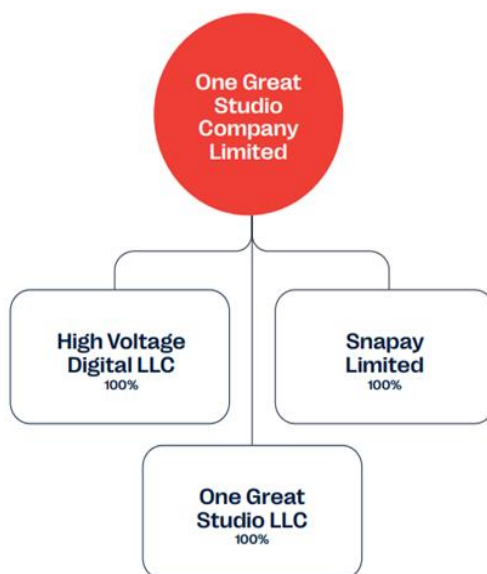 One Great
Studio
Company
Limited
High Voltage
Digital LLC
100%
Snapay
Limited
100%
One Great
Studio LLC
100%